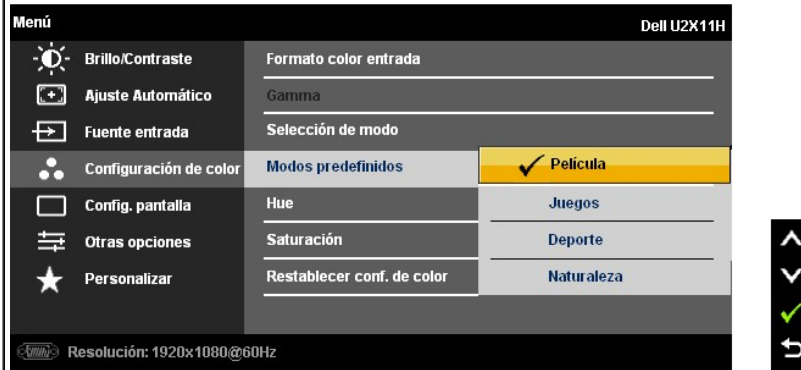 Menú
Dell U2X11H
Brillo/Contraste
Formato color entrada
Ajuste Automático
Gamma
Fuente entrada
Selección de modo
Configuración de color
Modos predefinidos
Película
Config. pantalla
Hue
Juegos
Otras opciones
Saturación
Deporte
Personalizar
Restablecer conf. de color
Naturaleza
Resolución: 1920x1080@60Hz